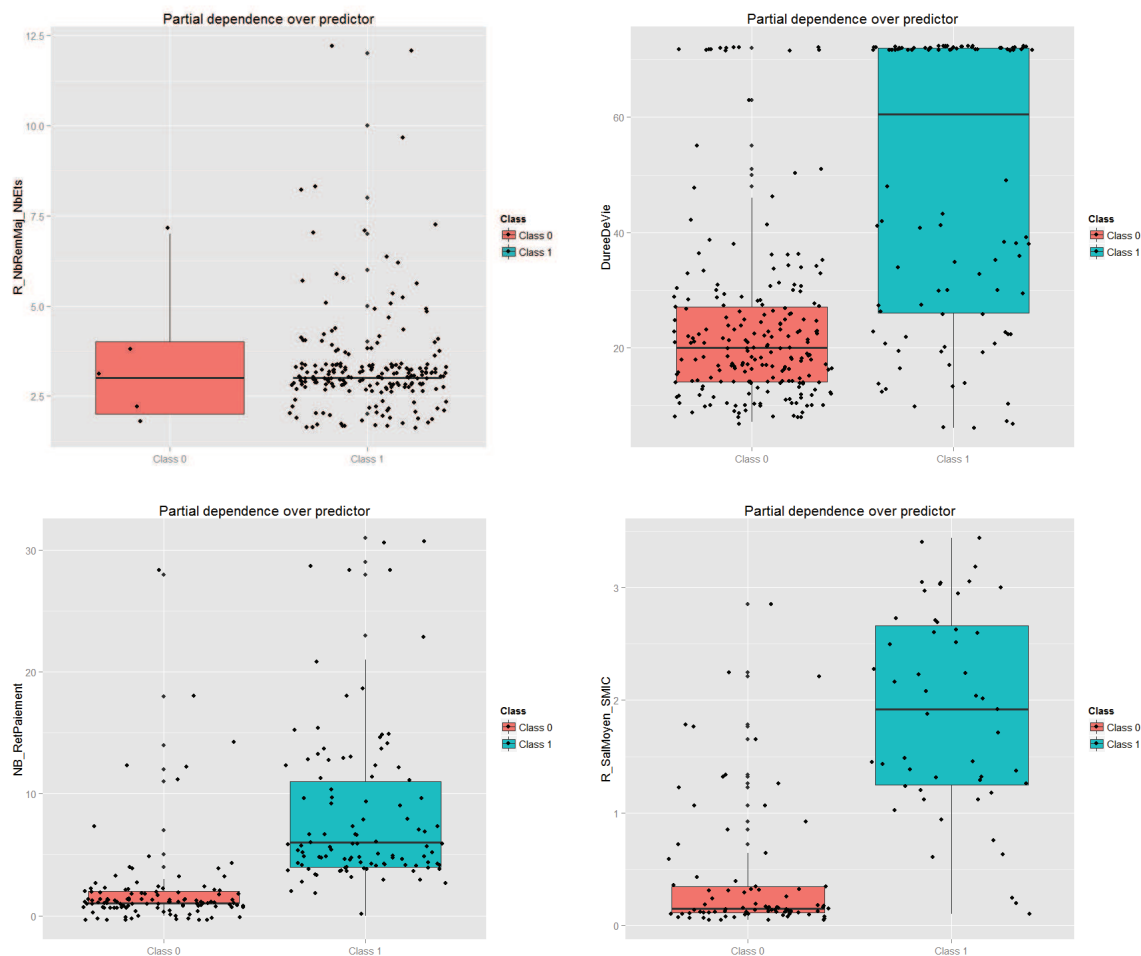 Partial dependence over predictor
12.5
10.0
7.5
5.0
2.5
R_NbRemMaj_NbEts
Class 0
Class 1
Class
Class 0
Class 1
Partial dependence over predictor
60
40
20
DureeDeVie
Class 0
Class 1
Class
Class 0
Class 1
Partial dependence over predictor
30
20
10
0
NB_RetPaiement
Class 0
Class 1
Class
Class 0
Class 1
Partial dependence over predictor
3
2
1
0
R_SalMoyen_SMIC
Class 0
Class 1
Class
Class 0
Class 1